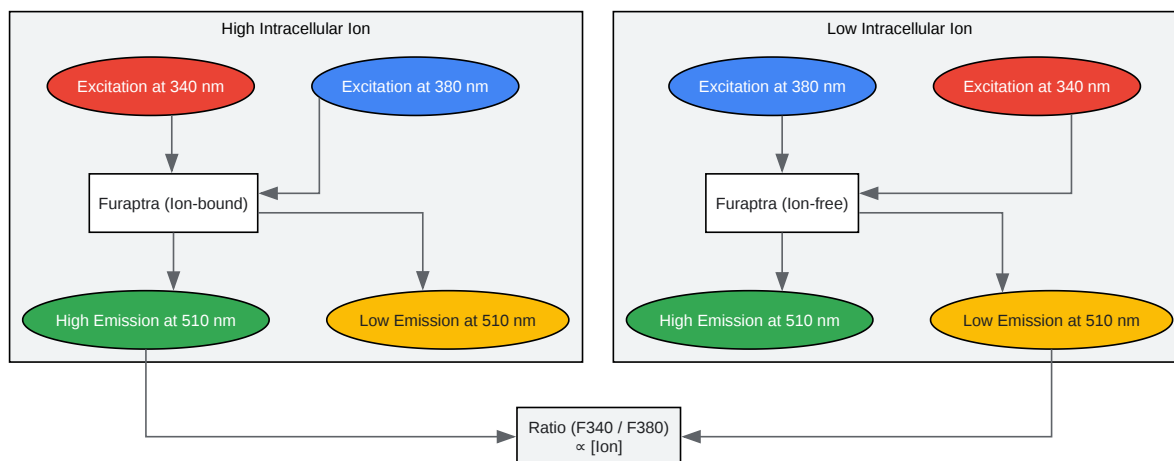 High Intracellular Ion
Excitation at 340 nm
Excitation at 380 nm
Furaptra (Ion-bound)
High Emission at 510 nm
Low Emission at 510 nm
Low Intracellular Ion
Excitation at 380 nm
Excitation at 340 nm
Furaptra (Ion-free)
High Emission at 510 nm
Low Emission at 510 nm
Ratio (F340 / F380)
∝ [Ion]